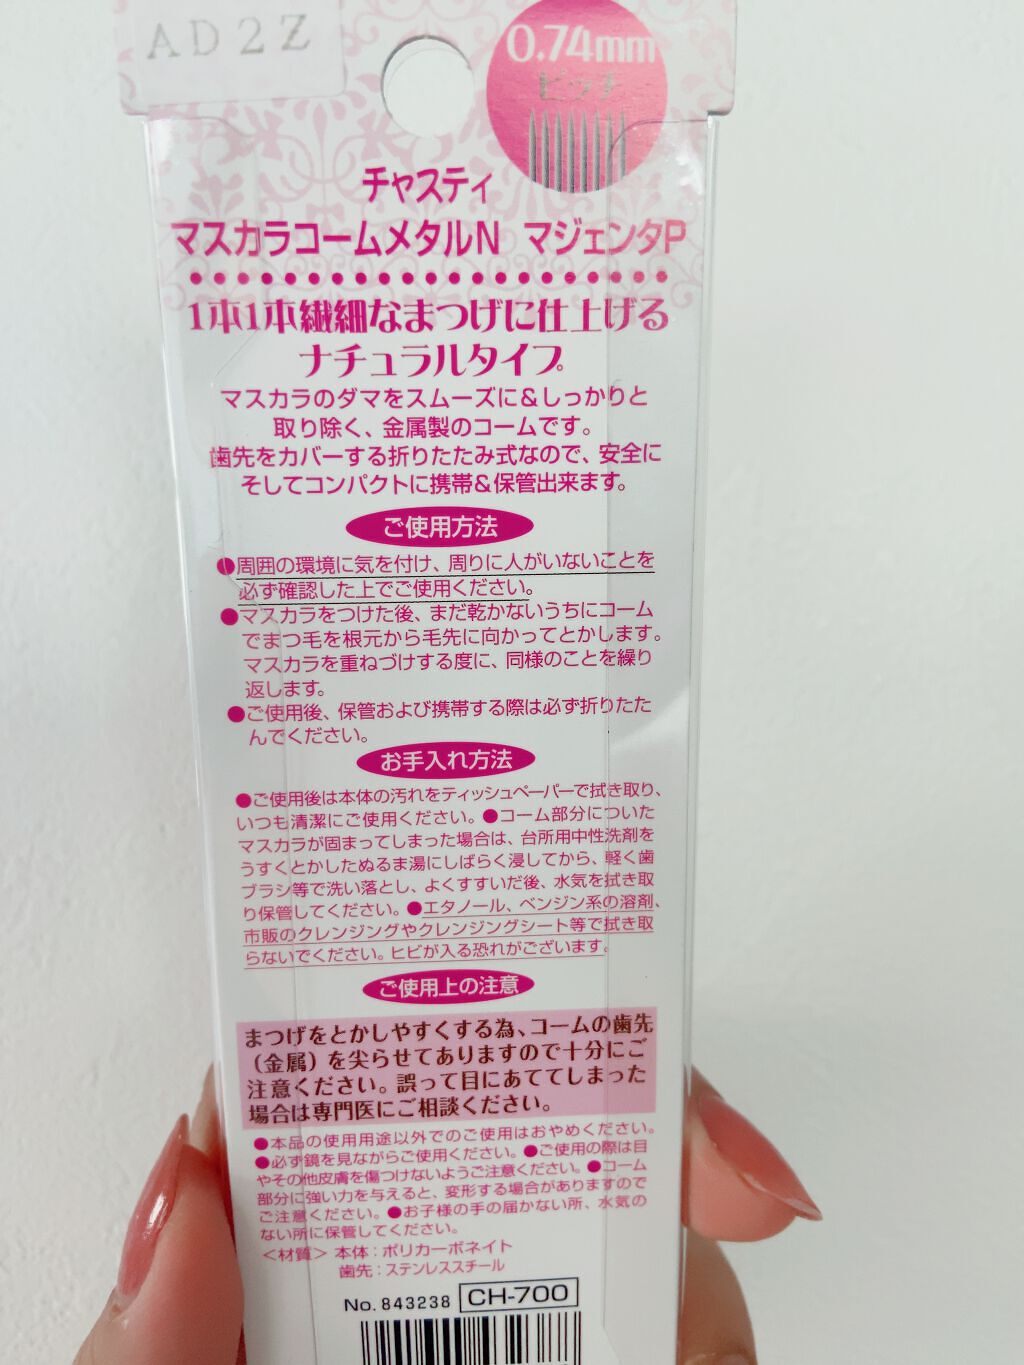 AD2Z
0.74mm
ピッチ
チャスティ
マスカラコームメタルN マジェンタP
1本1本繊細なまつげに仕上げる
ナチュラルタイプ
マスカラのダマをスムーズに&しっかりと
取り除く、金属製のコームです。
歯先をカバーする折りたたみ式なので、安全に
そしてコンパクトに携帯&保管出来ます。
ご使用方法
●周囲の環境に気を付け、周りに人がいないことを
必ず確認した上でご使用ください。
●マスカラをつけた後、まだ乾かないうちにコーム
でまつ毛を根元から毛先に向かってとかします。
マスカラを重ねづけする度に、同様のことを繰り
返します。
●ご使用後、保管および携帯する際は必ず折りたた
んでください。
お手入れ方法
●ご使用後は本体の汚れをティッシュペーパーで拭き取り、
いつも清潔にご使用ください。●コーム部分についた
マスカラが固まってしまった場合は、台所用中性洗剤を
うすくとかしたぬるま湯にしばらく浸してから、軽く歯
ブラシ等で洗い落とし、よくすすいだ後、水気を拭き取
り保管してください。●エタノール、ベンジン系の溶剤、
市販のクレンジングやクレンジングシート等で拭き取
らないでください。ヒビが入る恐れがございます。
ご使用上の注意
まつげをとかしやすくする為、コームの歯先
(金属)を尖らせてありますので十分にご
注意ください。誤って目にあててしまった
場合は専門医にご相談ください。
●本品の使用用途以外でのご使用はおやめください。
●必ず鏡を見ながらご使用ください。●ご使用の際は目
やその他皮膚を傷つけないようご注意ください。●コーム
部分に強い力を与えると、変形する場合がありますので
ご注意ください。●お子様の手の届かない所、水気の
ない所に保管してください。
<材質> 本体:ポリカーボネイト
歯先:ステンレススチール
No.843238 CH-700